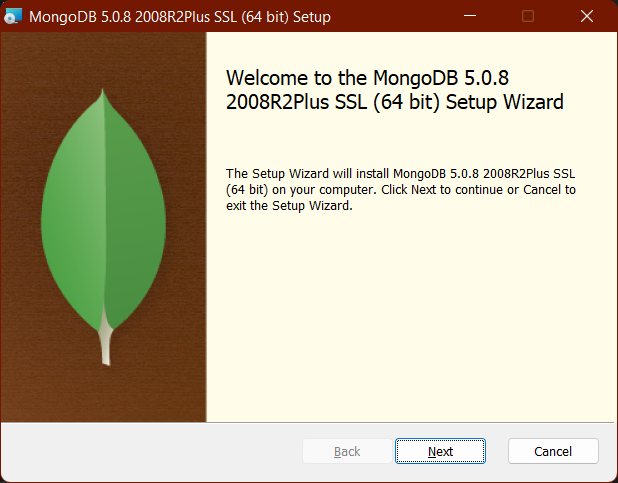 MongoDB 5.0.8 2008R2Plus SSL (64 bit) Setup
Welcome to the MongoDB 5.0.8
2008R2Plus SSL (64 bit) Setup Wizard
The Setup Wizard will install MongoDB 5.0.8 2008R2Plus SSL
(64 bit) on your computer. Click Next to continue or Cancel to
exit the Setup Wizard.
Back
Next
Cancel